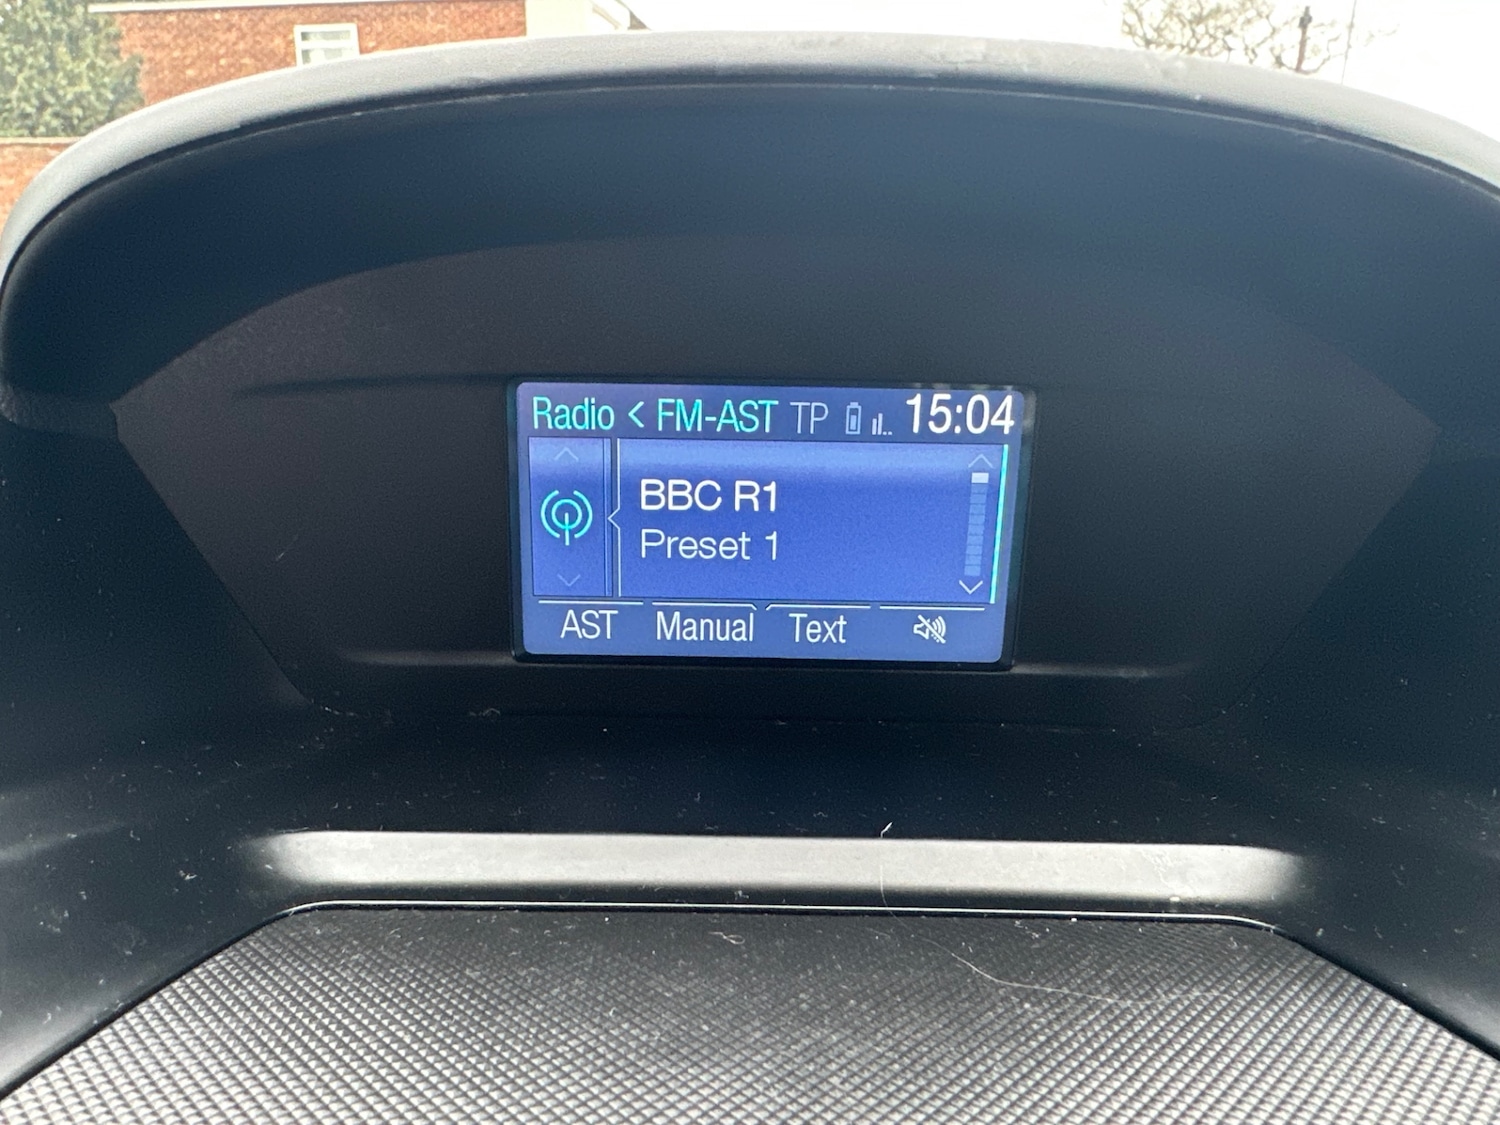 Radio < FM-AST TP 15:04
BBC R1
Preset 1
AST Manual Text